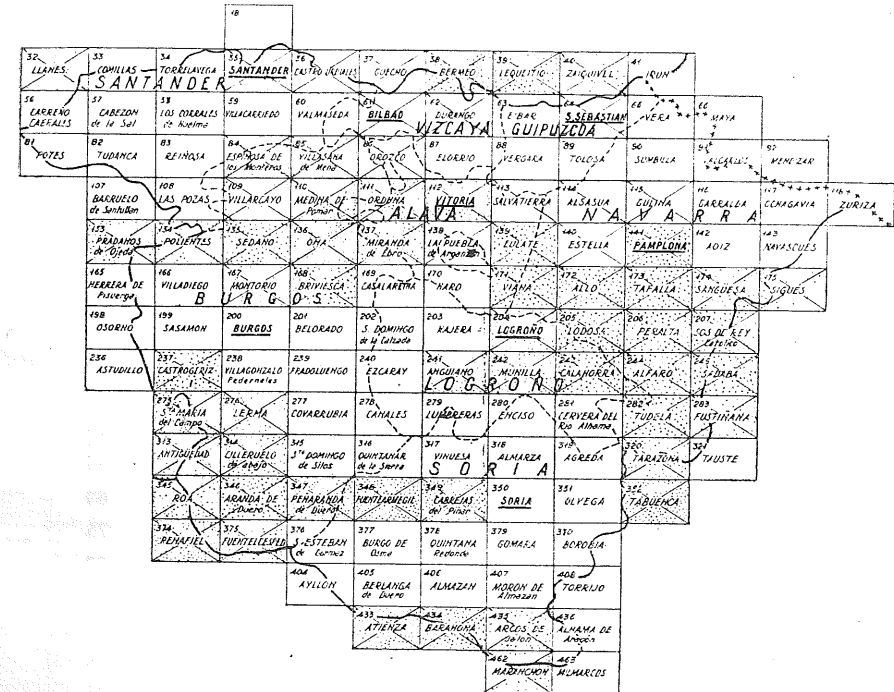 18
32 33 34 35 36 37 38 39 40 41
LLANES COMILLAS TORRELAVEGA SANTANDER CASTRO URDIALES GUECHO BERMEO LEQUEITIO ZAIQUIVEL IRUN
SANTANDER
56 57 58 59 60 61 62 63 64 65 66
CARREÑO CABRALES CABEZON de la Sal LOS CORRALES de Buelma VILLACARRIEDO VALMASEDA BILBAO DURANGO EIBAR S.SEBASTIAN VERA MAYA
VIZCAYA GUIPUZCOA
81 82 83 84 85 86 87 88 89 90 91 92
POTES TUDANCA REINOSA ESPINOSA de los Monteros VILLASANA de Mena OROZCO ELORRIO VERGARA TOLOSA SUMBILLA MENDIZAR
107 108 109 110 111 112 113 114 115 116 117 118
BARRUELO de Santullan LAS POZAS VILLARCAYO MEDINA DE Pomar ORDUÑA VITORIA SALVATIERRA ALSASUA GULINA GARRALDA OCHAGAVIA ZURIZA
ALAVA NAVARRA
133 134 135 136 137 138 139 140 141 142 143
PRADANOS de Ojeda POLIENTES SEDANO OÑA MIRANDA de Ebro LA PUEBLA de Arganzon EULATE ESTELLA PAMPLONA AOIZ NAVASCUES
165 166 167 168 169 170 171 172 173 174 175
HERRERA DE Pisuerga VILLADIEGO MONTORIO BRIVIESCA CASALARREINA HARO VIANA ALLO TAFALLA SANGUESA SIGUES
BURGOS
198 199 200 201 202 203 204 205 206 207
OSORNO SASAMON BURGOS BELORADO S. DOMINGO de la Calzada NAJERA LOGROÑO LODOSA PERALTA SOS DE REY Catolico
236 237 238 239 240 241 242 243 244 245
ASTUDILLO CASTROGERIZ VILLAGONZALO Pedernales PRADOLUENGO EZCARAY ANGUIANO MUNILLA CALAHORRA ALFARO SADABA
LOGROÑO
275 276 277 278 279 280 281 282 283
Sta MARIA del Campo LERMA COVARRUBIA CANALES LUMBRERAS ENCISO CERVERA DEL Rio Alhama TUDELA FUSTIÑANA
313 314 315 316 317 318 319 320 321
ANTIGUEDAD CILLERUELO de abajo Sto DOMINGO de Silos QUINTANAR de la Sierra VINUESA ALMARZA AGREDA TARAZONA TAUSTE
SORIA
345 346 347 348 349 350 351 352
ROA ARANDA DE Duero PEÑARANDA de Duero FUENTEARMEGIL CABREJAS del Pinar SORIA OLVEGA TABUENCA
374 375 376 377 378 379 380
PEÑAFIEL FUENTELCESPED S. ESTEBAN de Gormaz BURGO DE Osma QUINTANA Redonda GOMARA BOROBIA
404 405 406 407 408
AYLLON BERLANGA de Duero ALMAZAN MORON DE Almazan TORRIJO
433 434 435 436
ATIENZA BARAHONA ARCOS DE Jalon ALHAMA DE Aragon
462 463
MARANCHON MILMARCOS